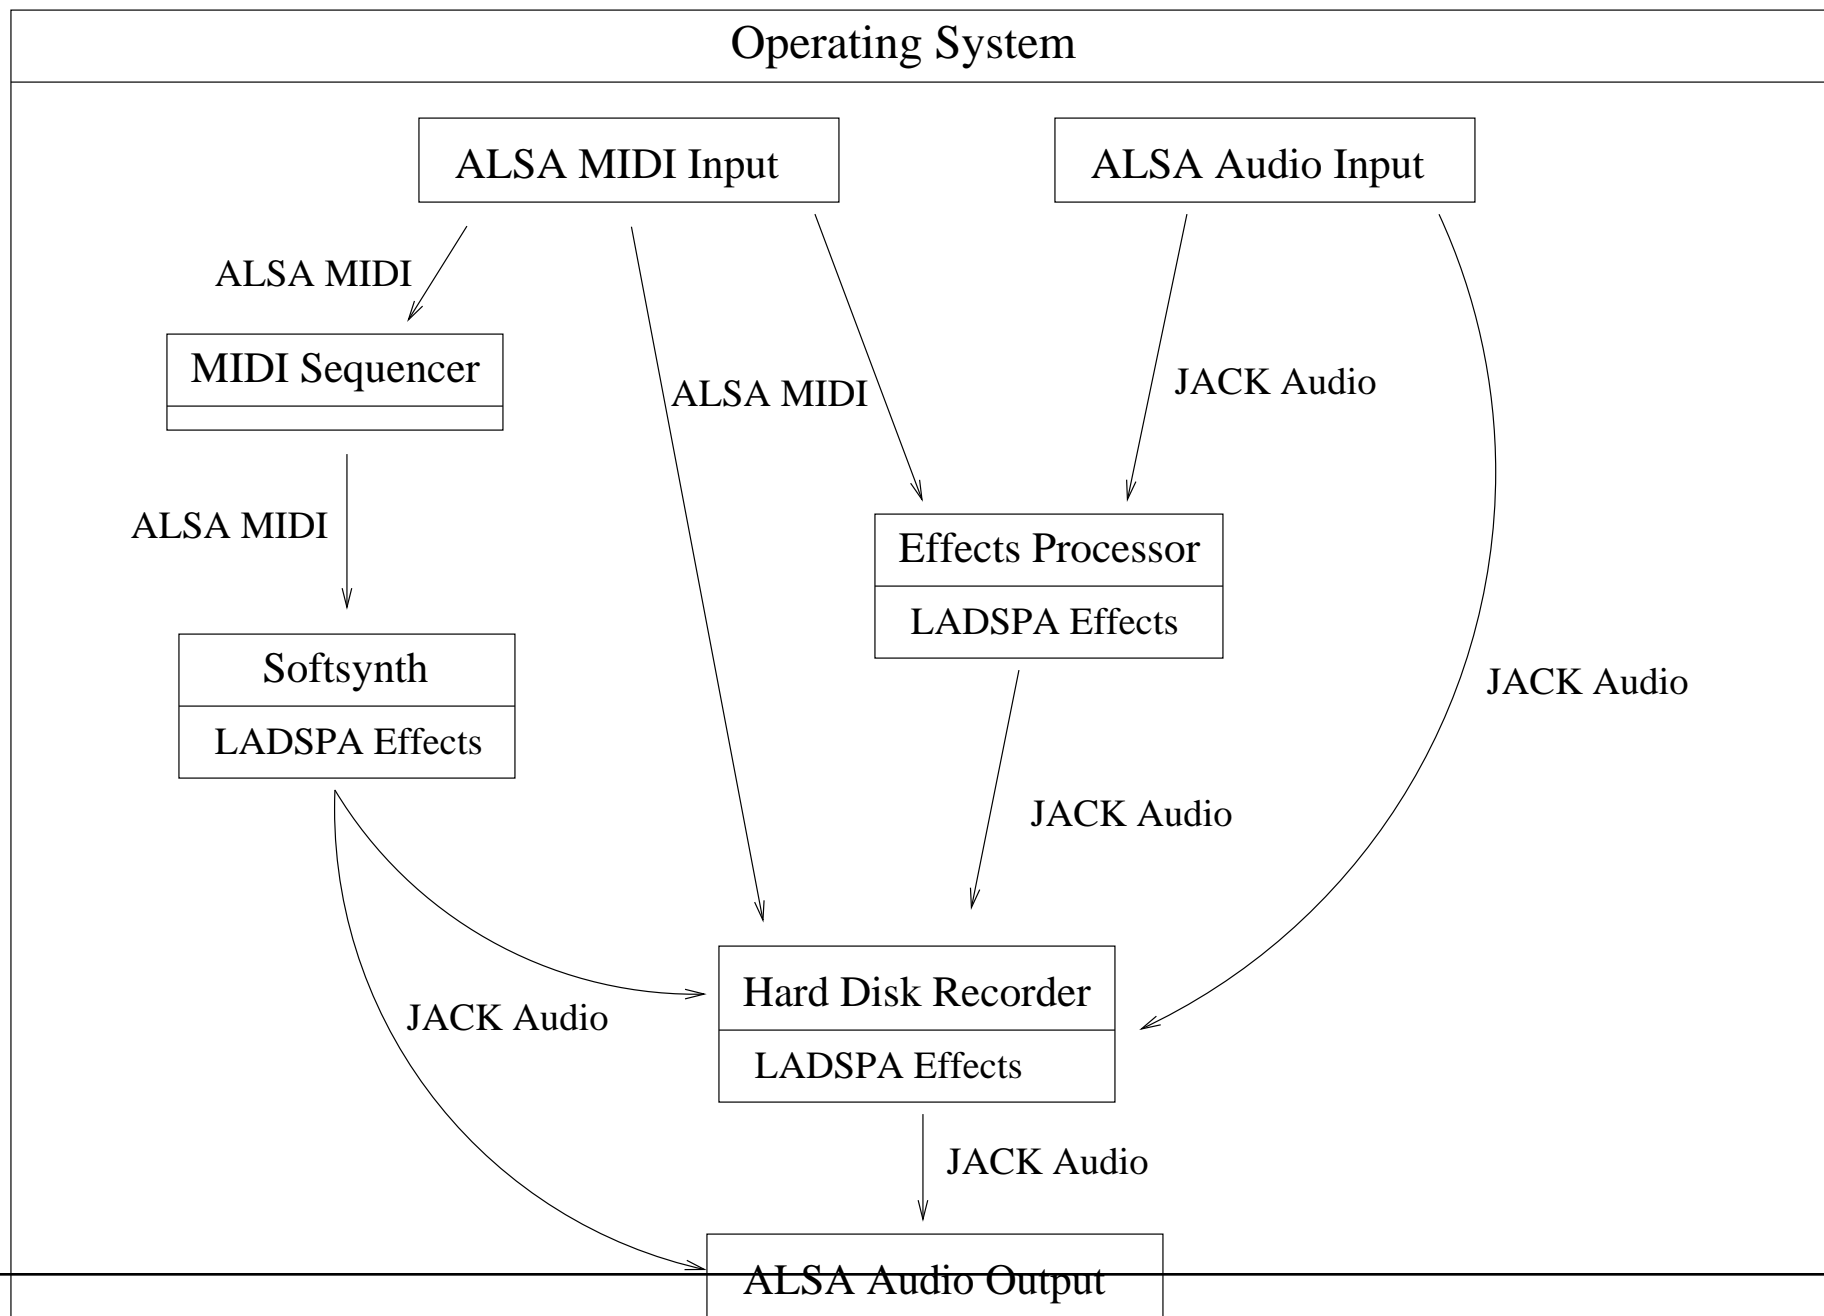 Operating System
ALSA MIDI Input
ALSA Audio Input
ALSA MIDI
MIDI Sequencer
ALSA MIDI
JACK Audio
ALSA MIDI
Effects Processor
LADSPA Effects
Softsynth
LADSPA Effects
JACK Audio
JACK Audio
Hard Disk Recorder
LADSPA Effects
JACK Audio
JACK Audio
ALSA Audio Output